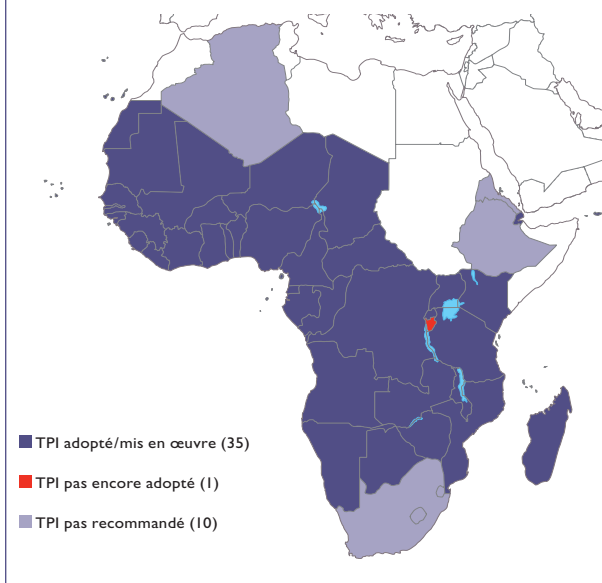 TPI adopté/mis en œuvre (35)
TPI pas encore adopté (1)
TPI pas recommandé (10)